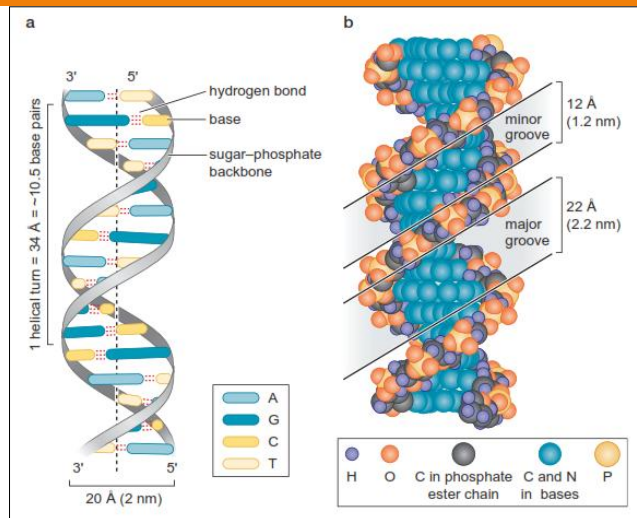 a
3' 5'
hydrogen bond
base
sugar–phosphate
backbone
1 helical turn = 34 Å = ~10.5 base pairs
A
G
C
T
3' 5'
20 Å (2 nm)
b
minor
groove
12 Å
(1.2 nm)
major
groove
22 Å
(2.2 nm)
H O C in phosphate ester chain C and N in bases P